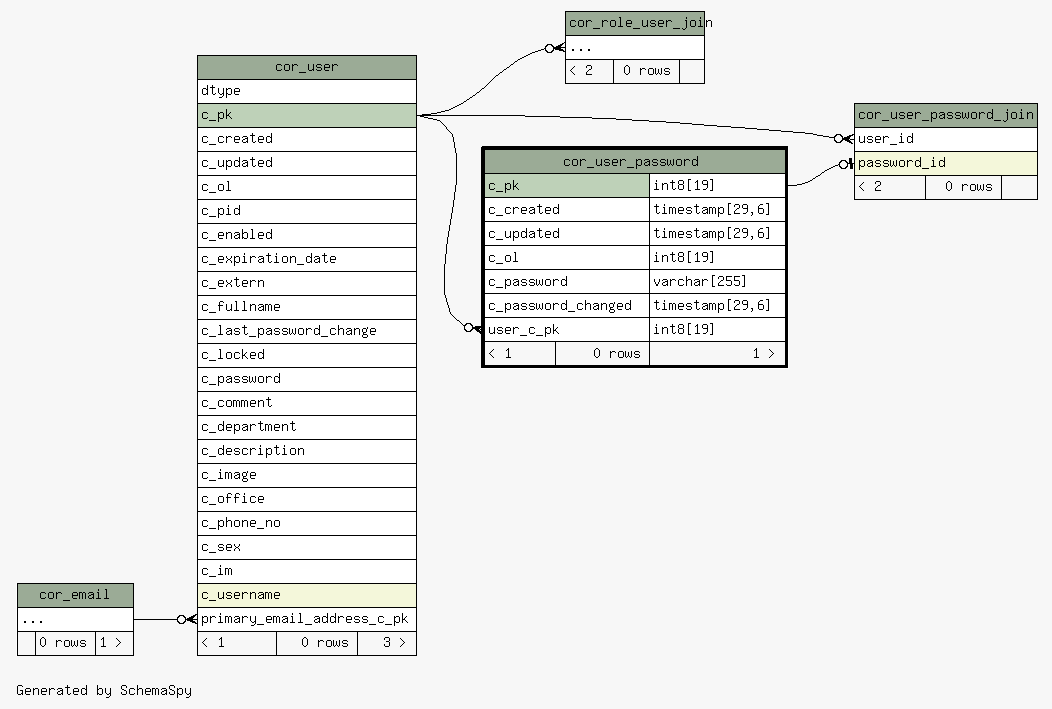 cor_role_user_join
...
< 2 0 rows
cor_user
dtype
c_pk
c_created
c_updated
c_ol
c_pid
c_enabled
c_expiration_date
c_extern
c_fullname
c_last_password_change
c_locked
c_password
c_comment
c_department
c_description
c_image
c_office
c_phone_no
c_sex
c_im
c_username
primary_email_address_c_pk
< 1 0 rows 3 >
cor_user_password_join
user_id
password_id
< 2 0 rows
cor_user_password
c_pk int8[19]
c_created timestamp[29,6]
c_updated timestamp[29,6]
c_ol int8[19]
c_password varchar[255]
c_password_changed timestamp[29,6]
user_c_pk int8[19]
< 1 0 rows 1 >
cor_email
...
0 rows 1 >
Generated by SchemaSpy